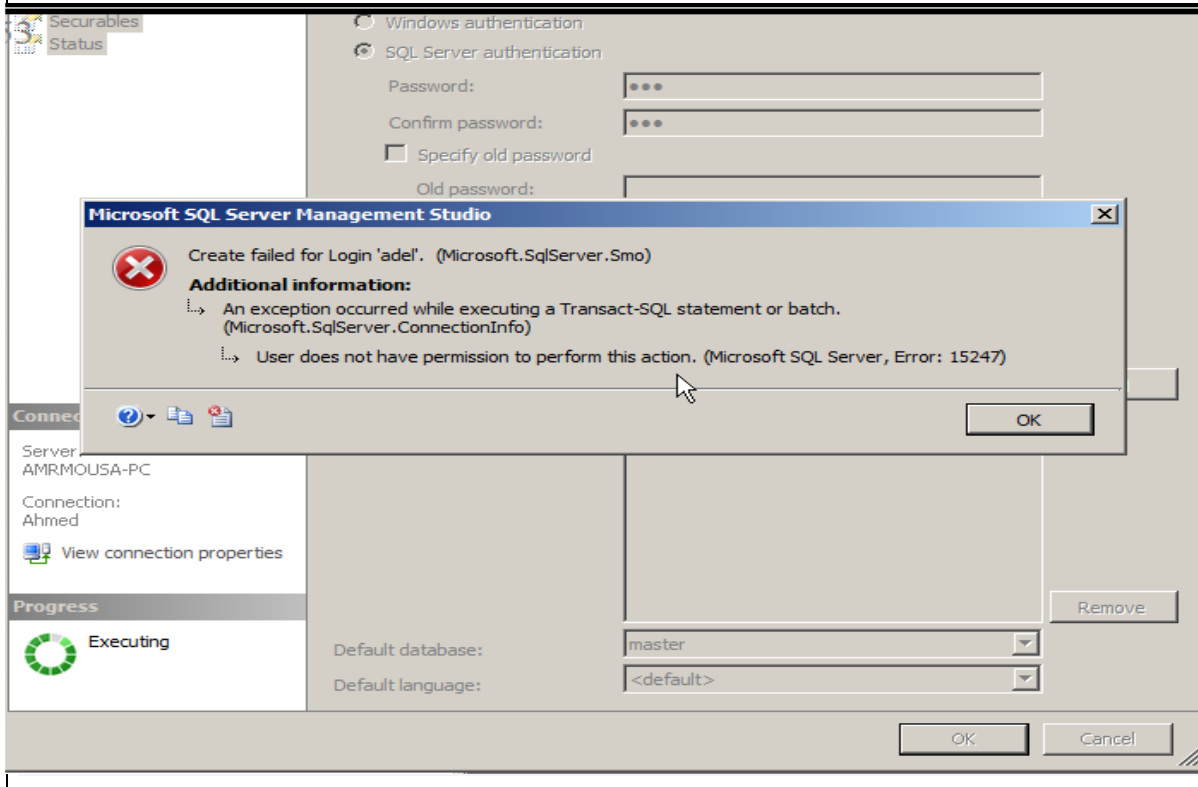 Securables
Status
Windows authentication
SQL Server authentication
Password:
Confirm password:
Specify old password
Old password:
Microsoft SQL Server Management Studio
Create failed for Login 'adel'. (Microsoft.SqlServer.Smo)
Additional information:
An exception occurred while executing a Transact-SQL statement or batch.
(Microsoft.SqlServer.ConnectionInfo)
User does not have permission to perform this action. (Microsoft SQL Server, Error: 15247)
OK
Server
AMRMOUSA-PC
Connection:
Ahmed
View connection properties
Progress
Executing
Remove
Default database:
master
Default language:
<default>
OK
Cancel